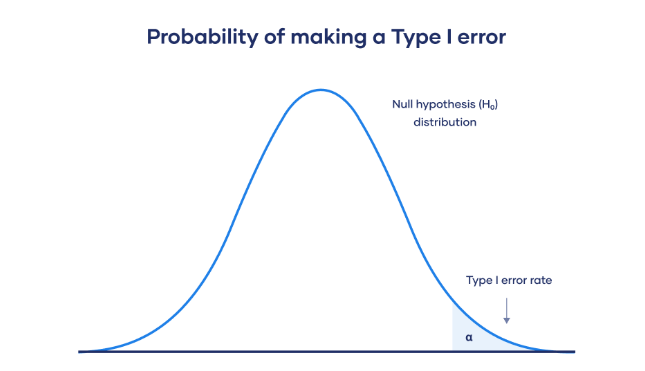 Probability of making a Type I error
Null hypothesis (H₀)
distribution
Type I error rate
α